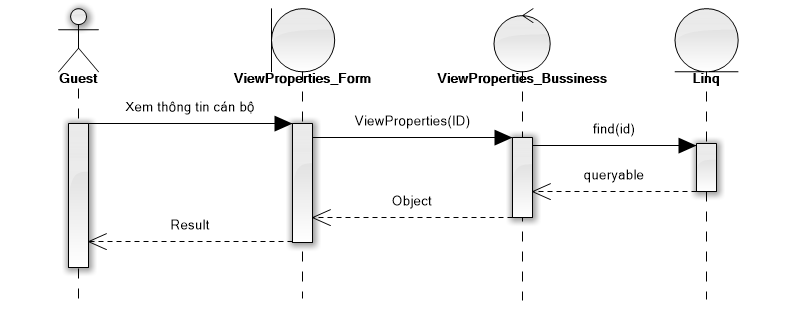 Guest
ViewProperties_Form
ViewProperties_Bussiness
Linq
Xem thông tin cán bộ
ViewProperties(ID)
find(id)
queryable
Object
Result